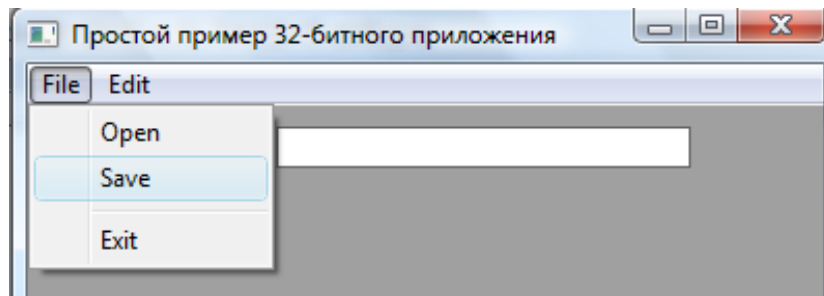 Простой пример 32-битного приложения
File Edit
Open
Save
Exit